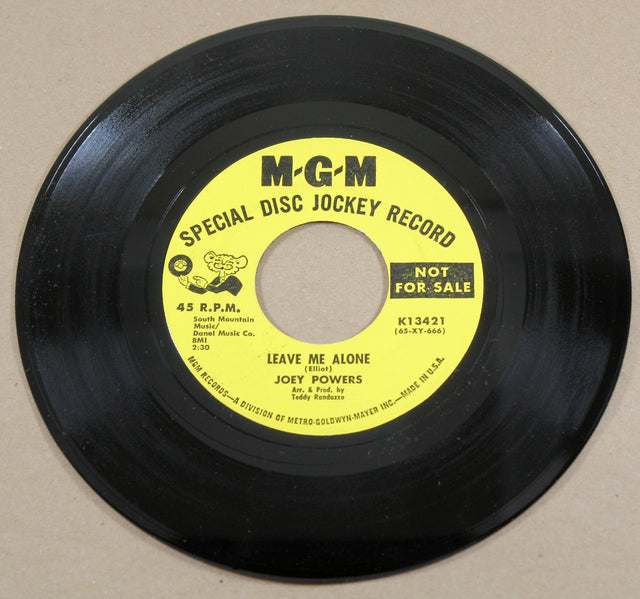 M-G-M
SPECIAL DISC JOCKEY RECORD
NOT
FOR SALE
45 R.P.M.
South Mountain
Music/
Danel Music Co.
BMI
2:30
K13421
(65-XY-666)
LEAVE ME ALONE
(Elliot)
JOEY POWERS
Arr. & Prod. by
Teddy Randazzo
MGM RECORDS—A DIVISION OF METRO-GOLDWYN-MAYER INC.—MADE IN U.S.A.